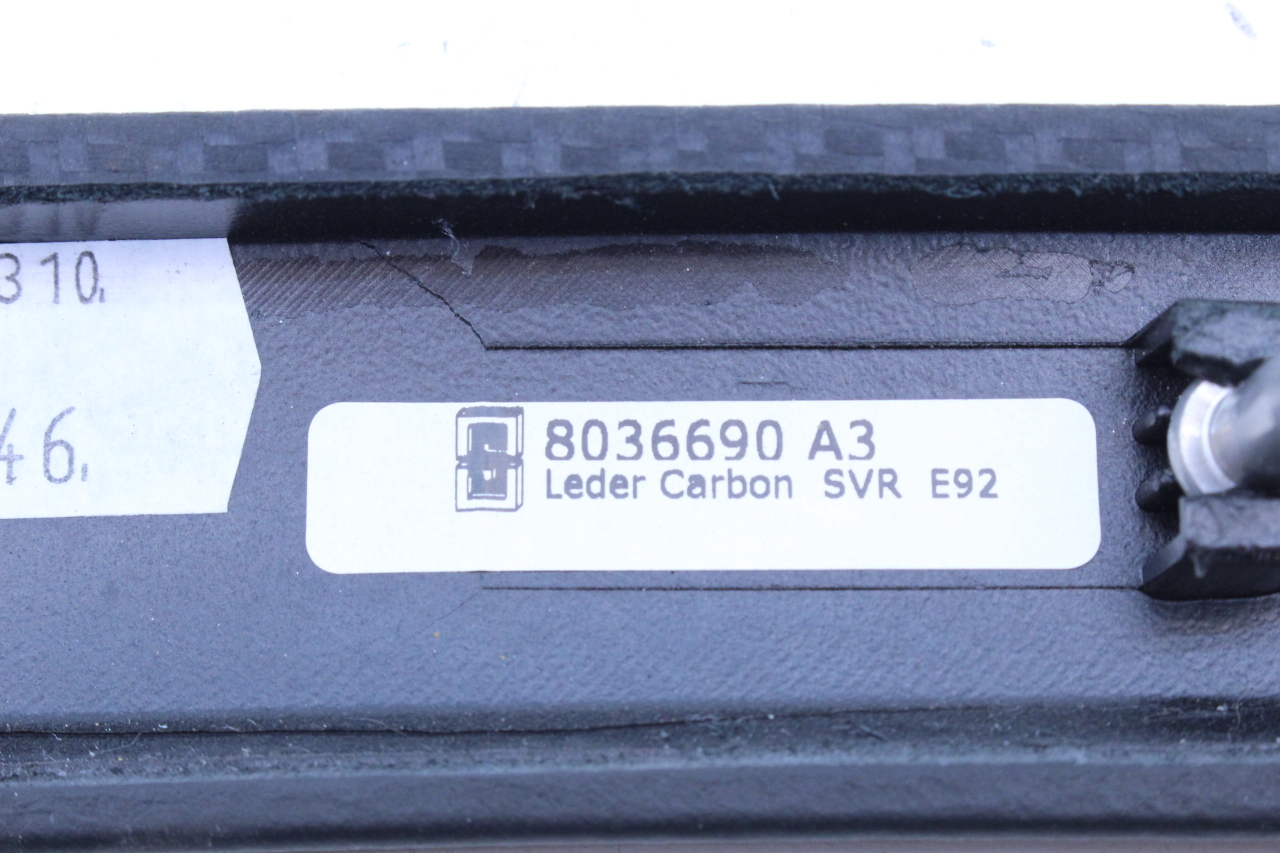 310.
46.
8036690 A3
Leder Carbon SVR E92